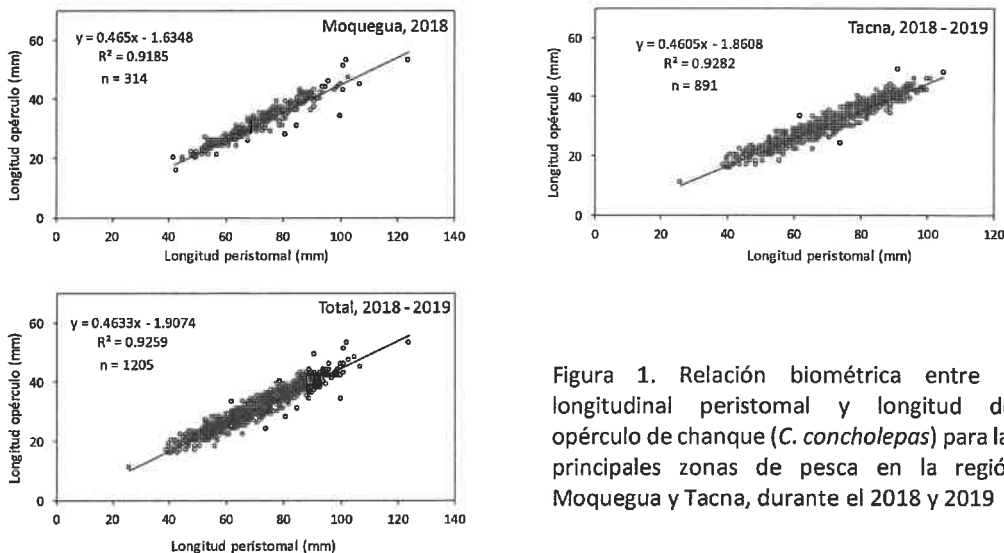 Moquegua, 2018
y = 0.465x - 1.6348
R² = 0.9185
n = 314
Longitud opérculo (mm)
60
40
20
0
0 20 40 60 80 100 120 140
Longitud peristomal (mm)
Tacna, 2018 - 2019
y = 0.4605x - 1.8608
R² = 0.9282
n = 891
Longitud opérculo (mm)
60
40
20
0
0 20 40 60 80 100 120
Longitud peristomal (mm)
Total, 2018 - 2019
y = 0.4633x - 1.9074
R² = 0.9259
n = 1205
Longitud opérculo (mm)
60
40
20
0
0 20 40 60 80 100 120 140
Longitud peristomal (mm)
Figura 1. Relación biométrica entre
longitudinal peristomal y longitud de
opérculo de chanque (C. concholepas) para la
principales zonas de pesca en la regió
Moquegua y Tacna, durante el 2018 y 2019